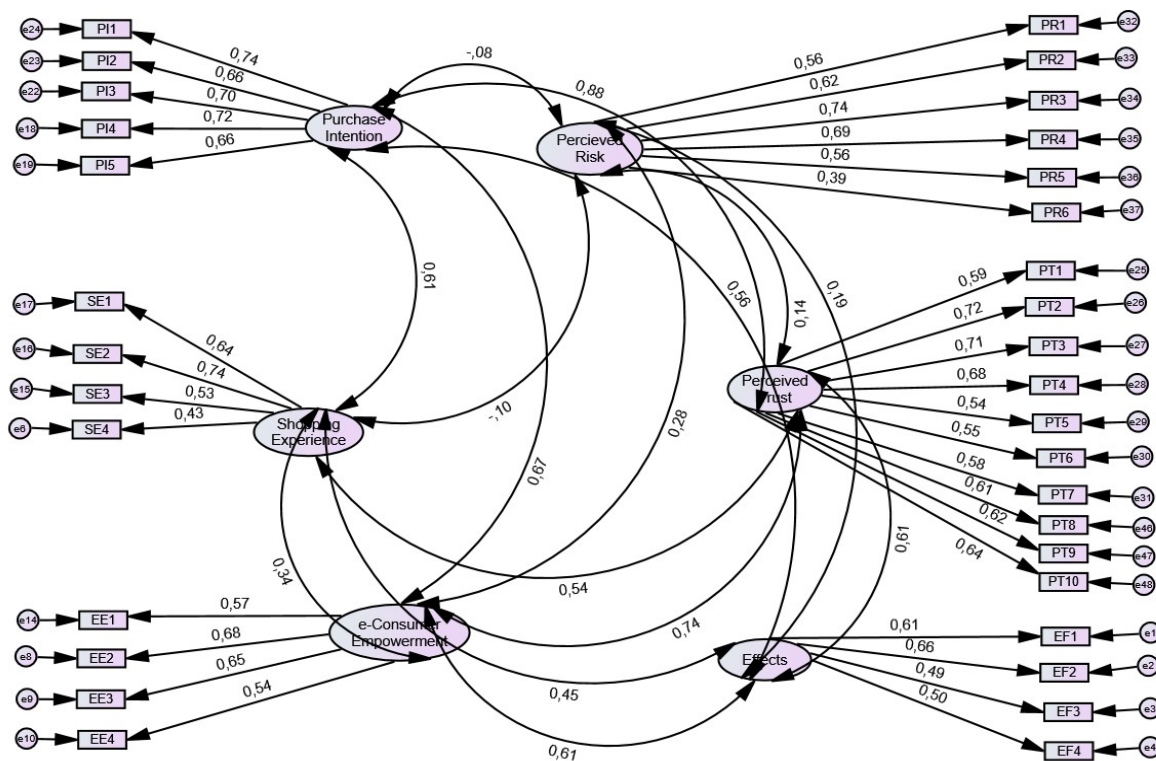 e24 PI1
e23 PI2
e22 PI3
e18 PI4
e19 PI5
0,74
0,66
0,70
0,72
0,66
Purchase
Intention
-,08
0,88
Percieved
Risk
0,56
0,62
0,74
0,69
0,56
0,39
PR1 e32
PR2 e33
PR3 e34
PR4 e35
PR5 e36
PR6 e37
e17 SE1
e16 SE2
e15 SE3
e6 SE4
0,64
0,74
0,53
0,43
Shopping
Experience
0,61
-,10
0,67
0,28
0,56
0,14
0,19
Perceived
Trust
0,59
0,72
0,71
0,68
0,54
0,55
0,58
0,61
0,62
0,64
PT1 e25
PT2 e26
PT3 e27
PT4 e28
PT5 e29
PT6 e30
PT7 e31
PT8 e46
PT9 e47
PT10 e48
0,61
0,34
0,54
0,74
0,45
0,61
e14 EE1
e8 EE2
e9 EE3
e10 EE4
0,57
0,68
0,65
0,54
e-Consumer
Empowerment
Effects
0,61
0,66
0,49
0,50
EF1 e1
EF2 e2
EF3 e3
EF4 e4